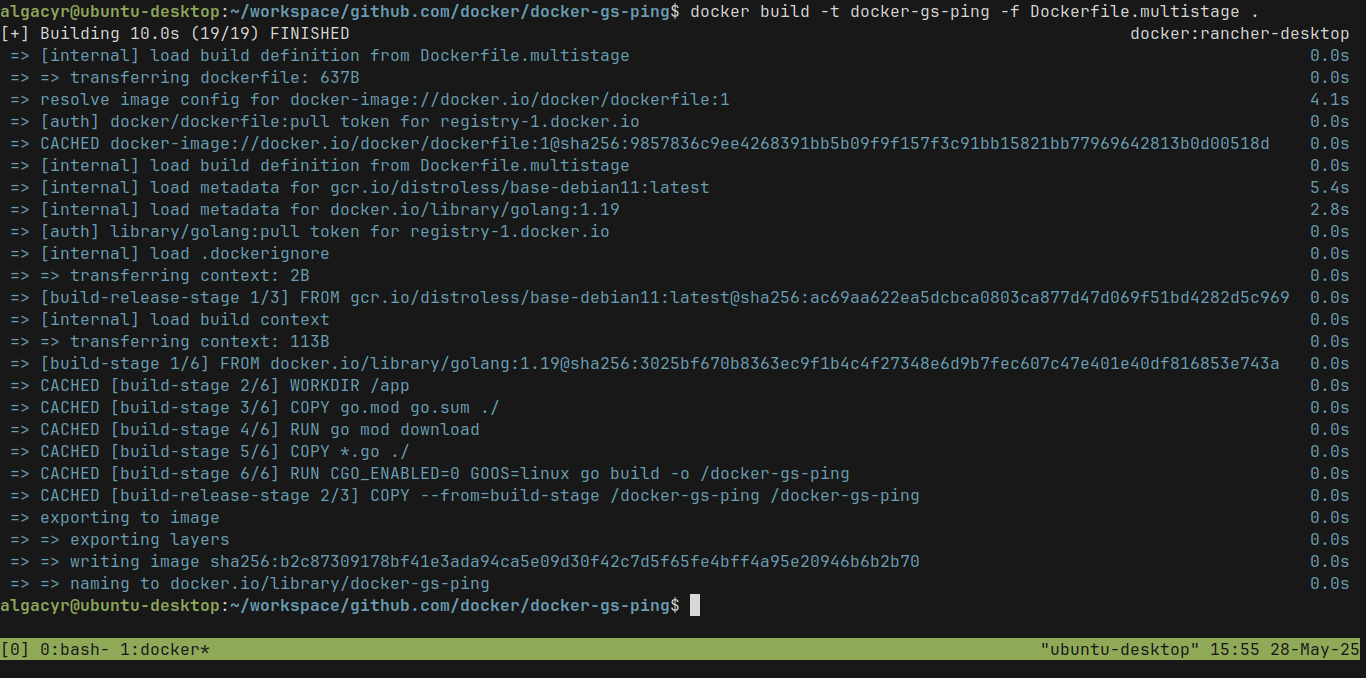 algacyr@ubuntu-desktop:~/workspace/github.com/docker/docker-gs-ping$ docker build -t docker-gs-ping -f Dockerfile.multistage .
[+] Building 10.0s (19/19) FINISHED docker:rancher-desktop
=> [internal] load build definition from Dockerfile.multistage 0.0s
=> => transferring dockerfile: 637B 0.0s
=> resolve image config for docker-image://docker.io/docker/dockerfile:1 4.1s
=> [auth] docker/dockerfile:pull token for registry-1.docker.io 0.0s
=> CACHED docker-image://docker.io/docker/dockerfile:1@sha256:9857836c9ee4268391bb5b09f9f157f3c91bb15821bb77969642813b0d00518d 0.0s
=> [internal] load build definition from Dockerfile.multistage 0.0s
=> [internal] load metadata for gcr.io/distroless/base-debian11:latest 5.4s
=> [internal] load metadata for docker.io/library/golang:1.19 2.8s
=> [auth] library/golang:pull token for registry-1.docker.io 0.0s
=> [internal] load .dockerignore 0.0s
=> => transferring context: 2B 0.0s
=> [build-release-stage 1/3] FROM gcr.io/distroless/base-debian11:latest@sha256:ac69aa622ea5dcbca0803ca877d47d069f51bd4282d5c969 0.0s
=> [internal] load build context 0.0s
=> => transferring context: 113B 0.0s
=> [build-stage 1/6] FROM docker.io/library/golang:1.19@sha256:3025bf670b8363ec9f1b4c4f27348e6d9b7fec607c47e401e40df816853e743a 0.0s
=> CACHED [build-stage 2/6] WORKDIR /app 0.0s
=> CACHED [build-stage 3/6] COPY go.mod go.sum ./ 0.0s
=> CACHED [build-stage 4/6] RUN go mod download 0.0s
=> CACHED [build-stage 5/6] COPY *.go ./ 0.0s
=> CACHED [build-stage 6/6] RUN CGO_ENABLED=0 GOOS=linux go build -o /docker-gs-ping 0.0s
=> CACHED [build-release-stage 2/3] COPY --from=build-stage /docker-gs-ping /docker-gs-ping 0.0s
=> exporting to image 0.0s
=> => exporting layers 0.0s
=> => writing image sha256:b2c87309178bf41e3ada94ca5e09d30f42c7d5f65fe4bff4a95e20946b6b2b70 0.0s
=> => naming to docker.io/library/docker-gs-ping 0.0s
algacyr@ubuntu-desktop:~/workspace/github.com/docker/docker-gs-ping$
[0] 0:bash- 1:docker* "ubuntu-desktop" 15:55 28-May-25